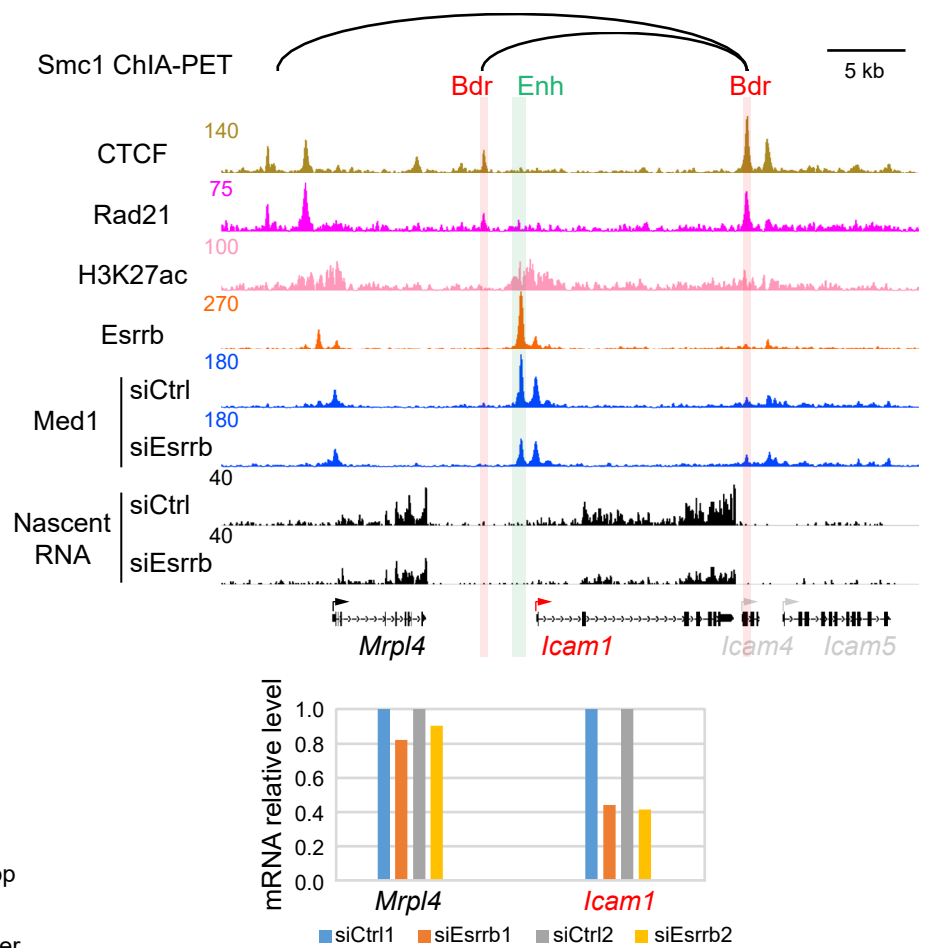 Smc1 ChIA-PET
5 kb
Bdr Enh Bdr
140
CTCF
75
Rad21
100
H3K27ac
270
Esrrb
180
siCtrl
Med1
180
siEsrrb
40
siCtrl
Nascent
RNA
40
siEsrrb
Mrpl4 Icam1 Icam4 Icam5
mRNA relative level
1.0
0.8
0.6
0.4
0.2
0.0
Mrpl4 Icam1
siCtrl1 siEsrrb1 siCtrl2 siEsrrb2